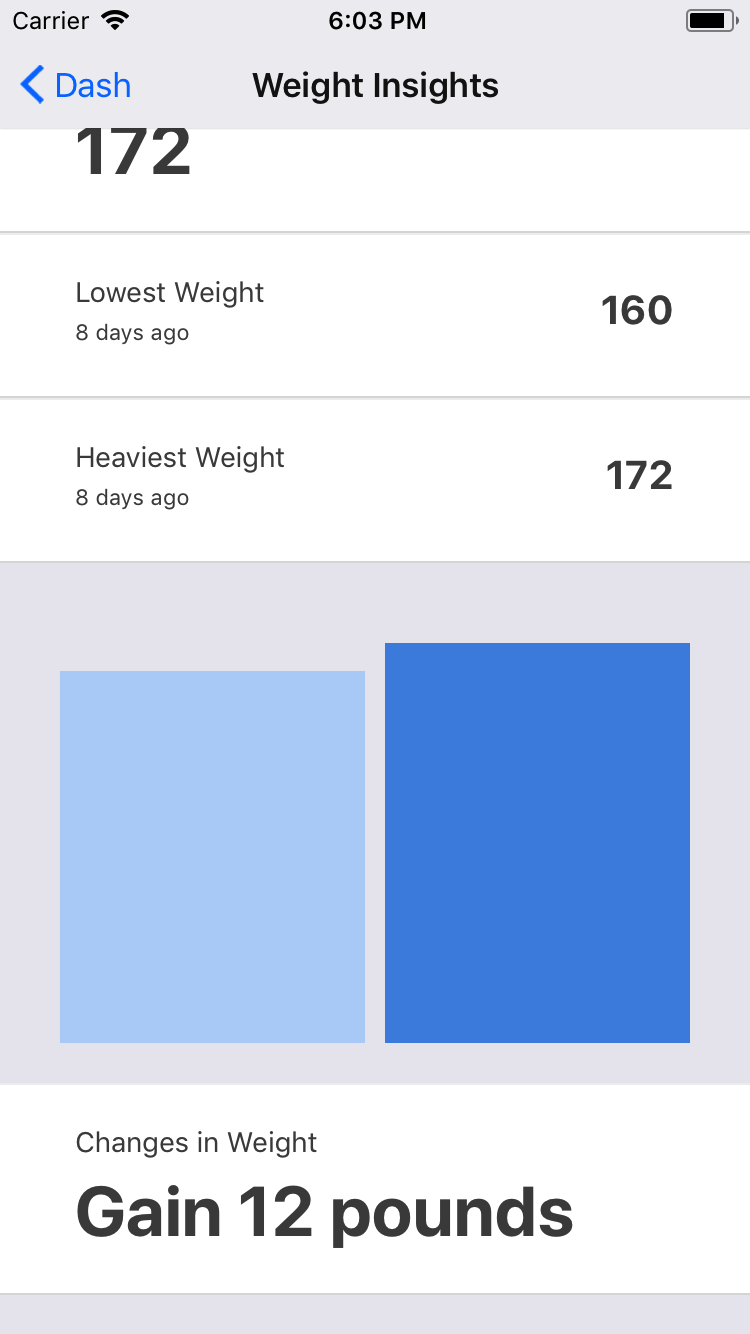 Carrier 6:03 PM
Dash Weight Insights
172
Lowest Weight 160
8 days ago
Heaviest Weight 172
8 days ago
Changes in Weight
Gain 12 pounds